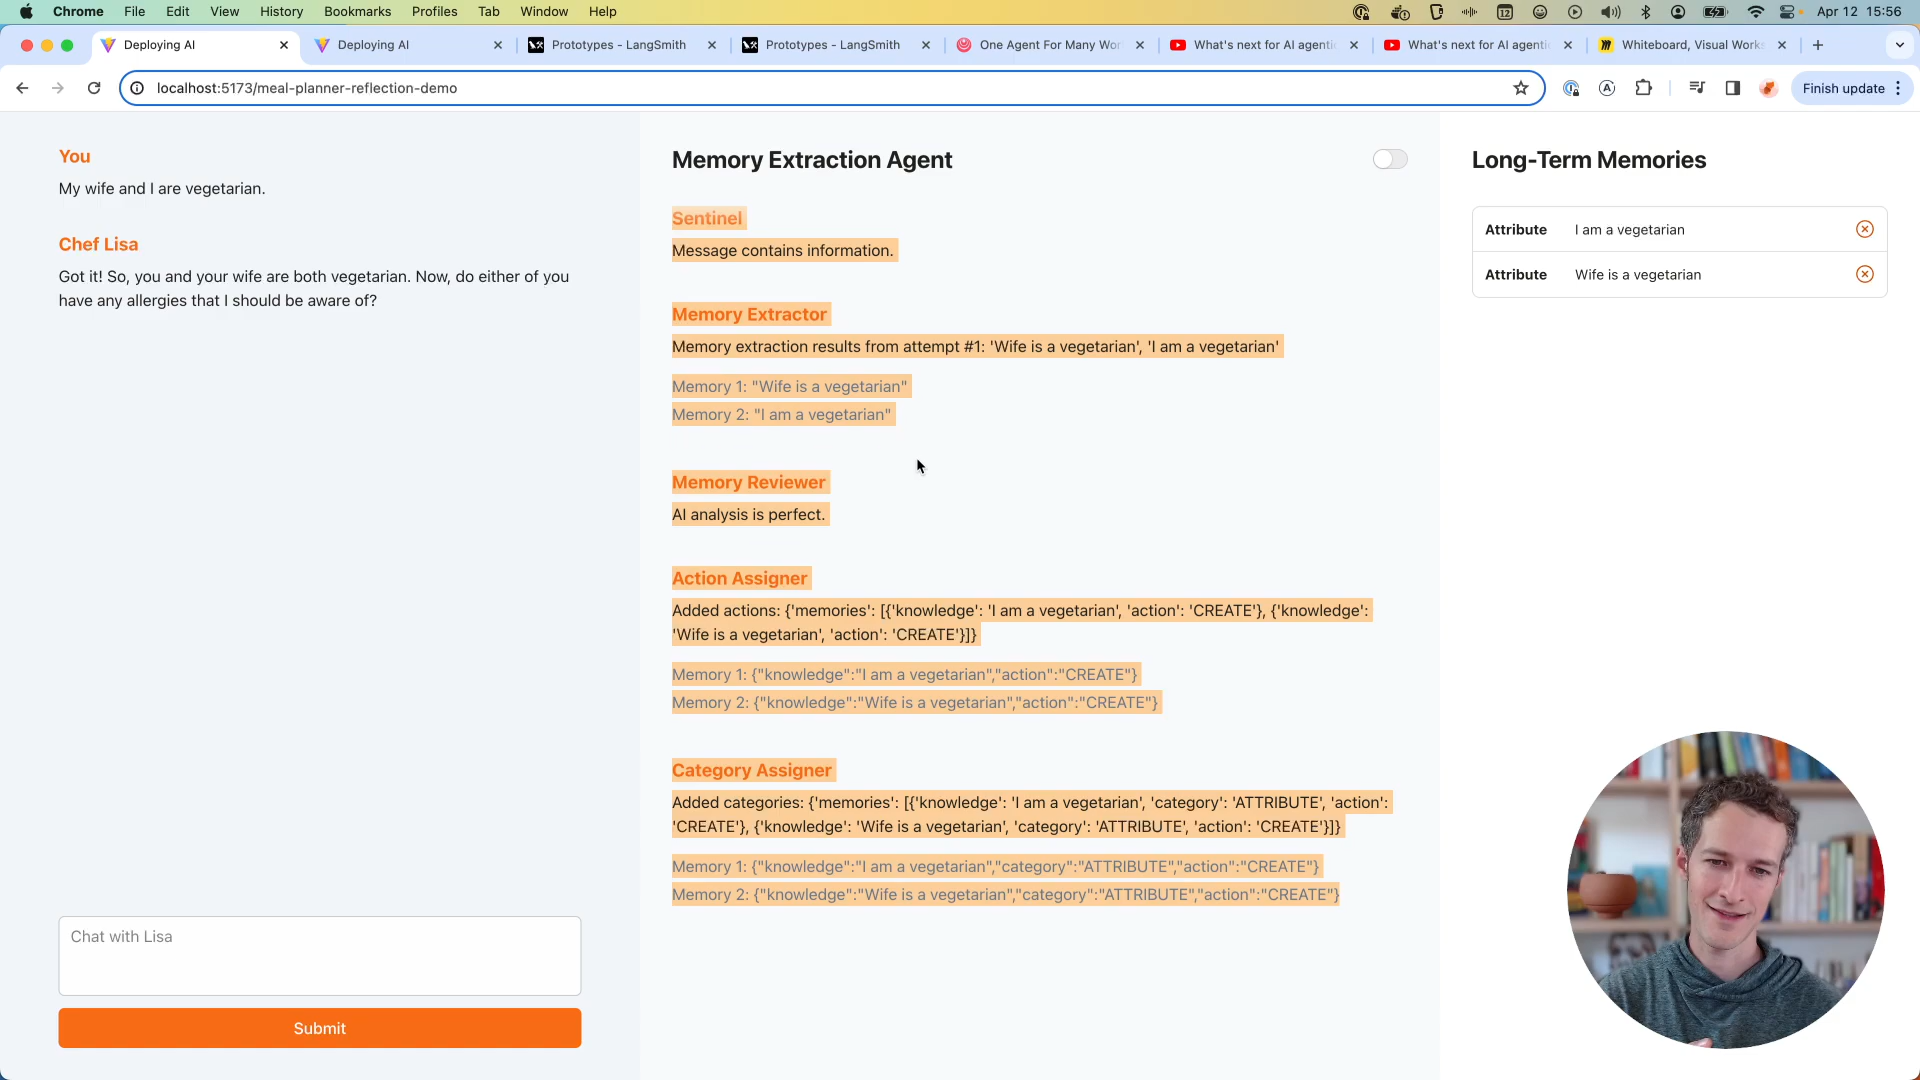 Chrome File Edit View History Bookmarks Profiles Tab Window Help
12
Apr 12 15:56
Deploying AI
Deploying AI
Prototypes - LangSmith
Prototypes - LangSmith
One Agent For Many Wor
What's next for AI agentic
What's next for AI agentic
Whiteboard, Visual Works
localhost:5173/meal-planner-reflection-demo
Finish update
You
My wife and I are vegetarian.
Chef Lisa
Got it! So, you and your wife are both vegetarian. Now, do either of you
have any allergies that I should be aware of?
Chat with Lisa
Submit
Memory Extraction Agent
Sentinel
Message contains information.
Memory Extractor
Memory extraction results from attempt #1: 'Wife is a vegetarian', 'I am a vegetarian'
Memory 1: "Wife is a vegetarian"
Memory 2: "I am a vegetarian"
Memory Reviewer
AI analysis is perfect.
Action Assigner
Added actions: {'memories': [{'knowledge': 'I am a vegetarian', 'action': 'CREATE'}, {'knowledge':
'Wife is a vegetarian', 'action': 'CREATE'}]}
Memory 1: {"knowledge":"I am a vegetarian","action":"CREATE"}
Memory 2: {"knowledge":"Wife is a vegetarian","action":"CREATE"}
Category Assigner
Added categories: {'memories': [{'knowledge': 'I am a vegetarian', 'category': 'ATTRIBUTE', 'action':
'CREATE'}, {'knowledge': 'Wife is a vegetarian', 'category': 'ATTRIBUTE', 'action': 'CREATE'}]}
Memory 1: {"knowledge":"I am a vegetarian","category":"ATTRIBUTE","action":"CREATE"}
Memory 2: {"knowledge":"Wife is a vegetarian","category":"ATTRIBUTE","action":"CREATE"}
Long-Term Memories
Attribute I am a vegetarian
Attribute Wife is a vegetarian